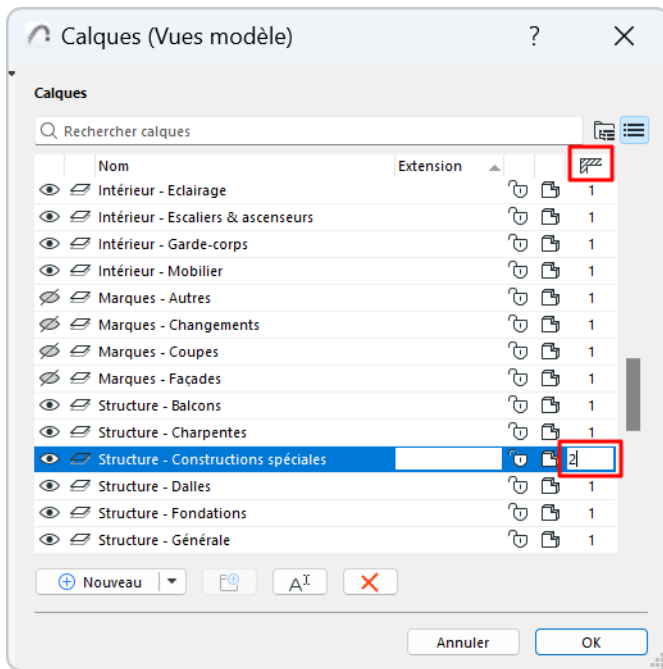 Calques (Vues modèle) ?
Calques
Rechercher calques
Nom Extension
Intérieur - Eclairage 1
Intérieur - Escaliers & ascenseurs 1
Intérieur - Garde-corps 1
Intérieur - Mobilier 1
Marques - Autres 1
Marques - Changements 1
Marques - Coupes 1
Marques - Façades 1
Structure - Balcons 1
Structure - Charpentes 1
Structure - Constructions spéciales 2
Structure - Dalles 1
Structure - Fondations 1
Structure - Générale 1
Nouveau
Annuler OK